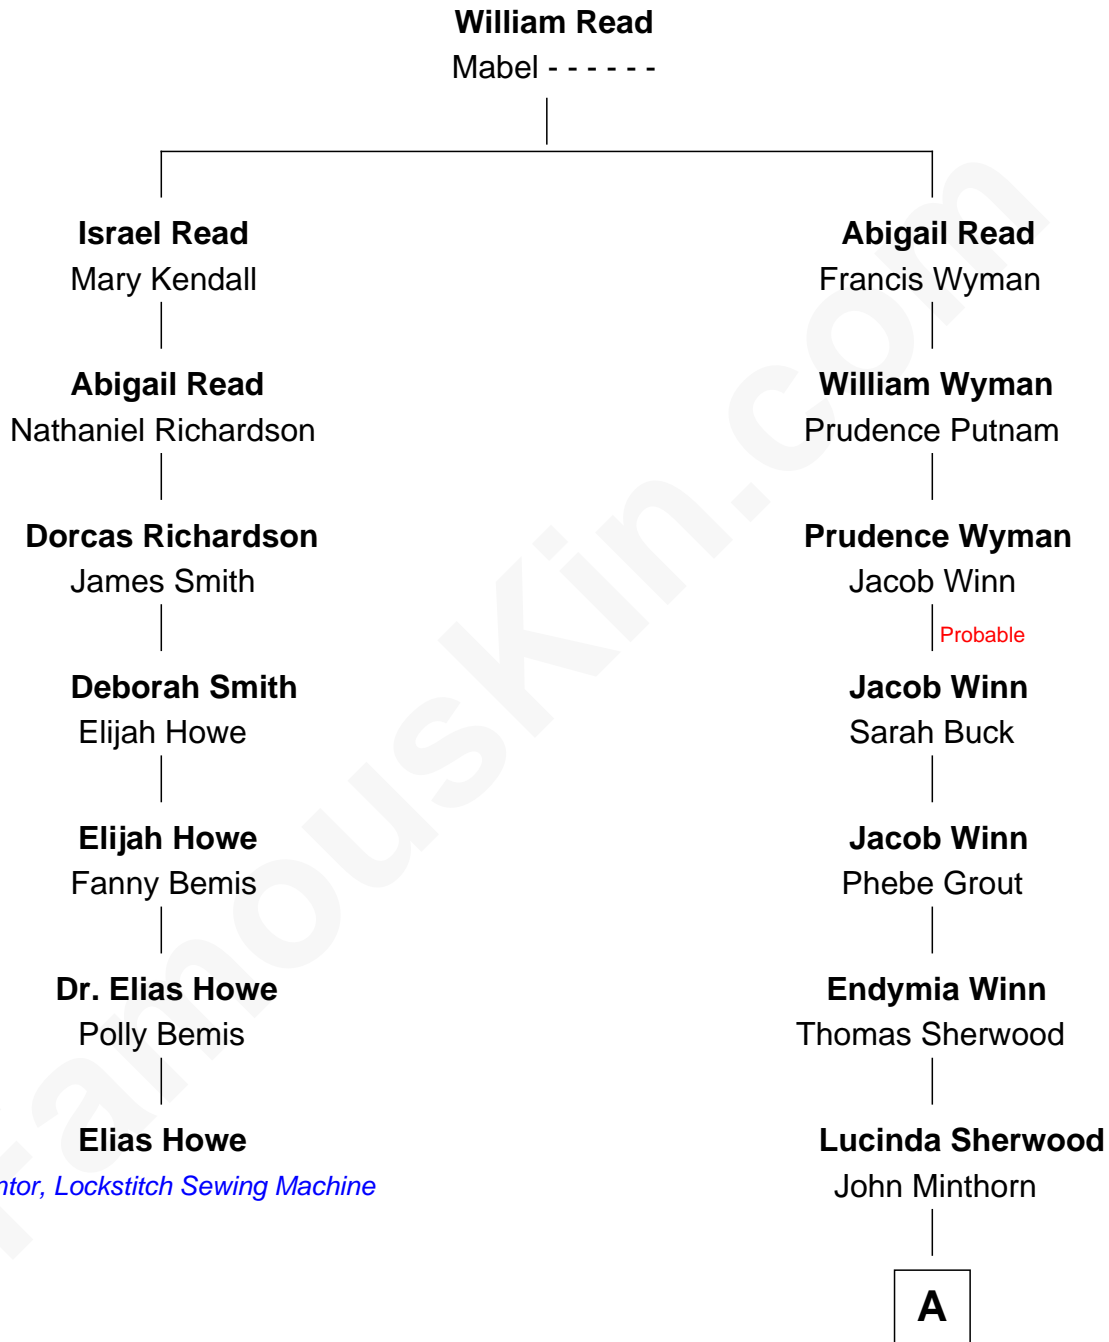 William Read
Mabel - - - - - -
Israel Read
Mary Kendall
Abigail Read
Francis Wyman
Abigail Read
Nathaniel Richardson
William Wyman
Prudence Putnam
Dorcas Richardson
James Smith
Prudence Wyman
Jacob Winn
Probable
Deborah Smith
Elijah Howe
Jacob Winn
Sarah Buck
Elijah Howe
Fanny Bemis
Jacob Winn
Phebe Grout
Dr. Elias Howe
Polly Bemis
Endymia Winn
Thomas Sherwood
Elias Howe
ntor, Lockstitch Sewing Machine
Lucinda Sherwood
John Minthorn
A
FamousKin.com